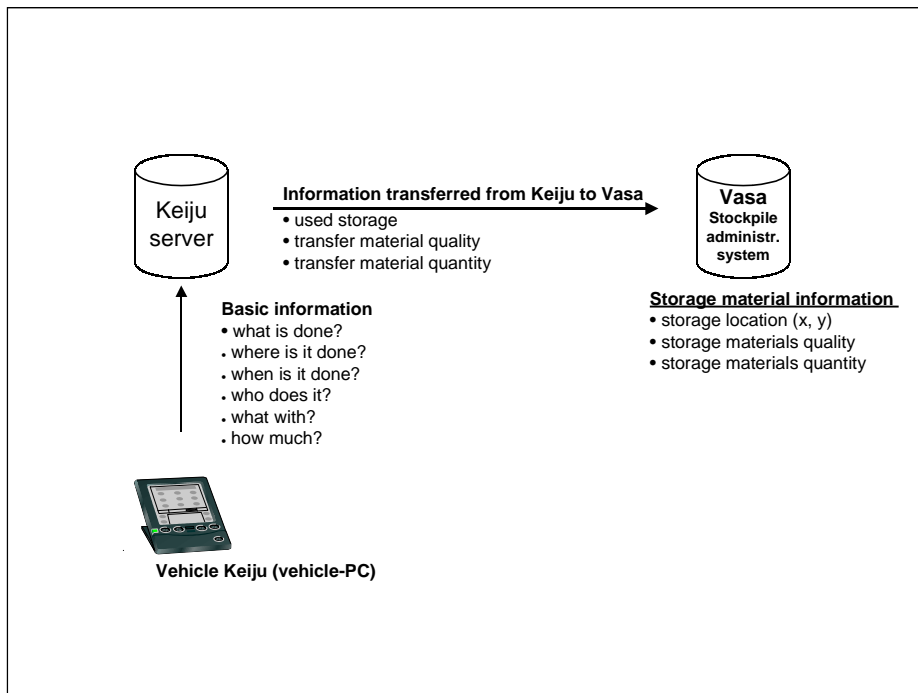 Keiju
server
Information transferred from Keiju to Vasa
• used storage
• transfer material quality
• transfer material quantity
Vasa
Stockpile
administr.
system
Basic information
• what is done?
• where is it done?
• when is it done?
• who does it?
• what with?
• how much?
Storage material information
• storage location (x, y)
• storage materials quality
• storage materials quantity
Vehicle Keiju (vehicle-PC)